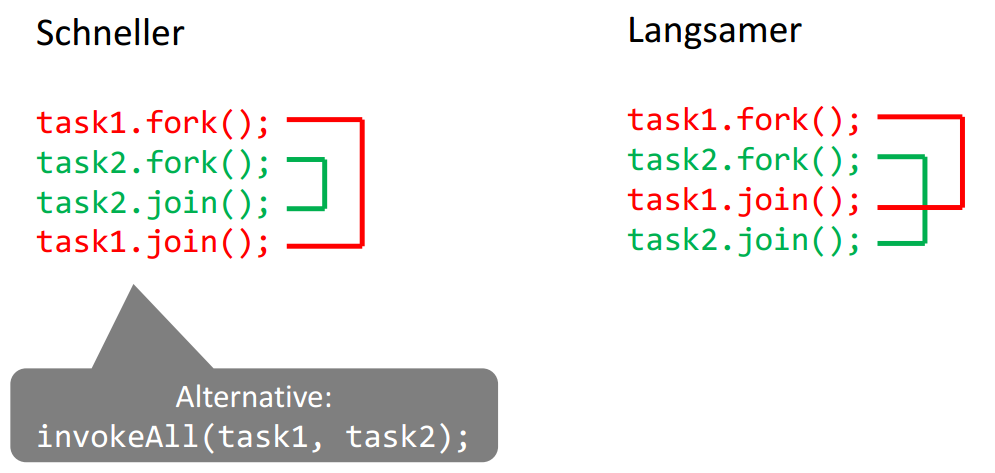 Schneller
task1.fork();
task2.fork();
task2.join();
task1.join();
Alternative:
invokeAll(task1, task2);
Langsamer
task1.fork();
task2.fork();
task1.join();
task2.join();